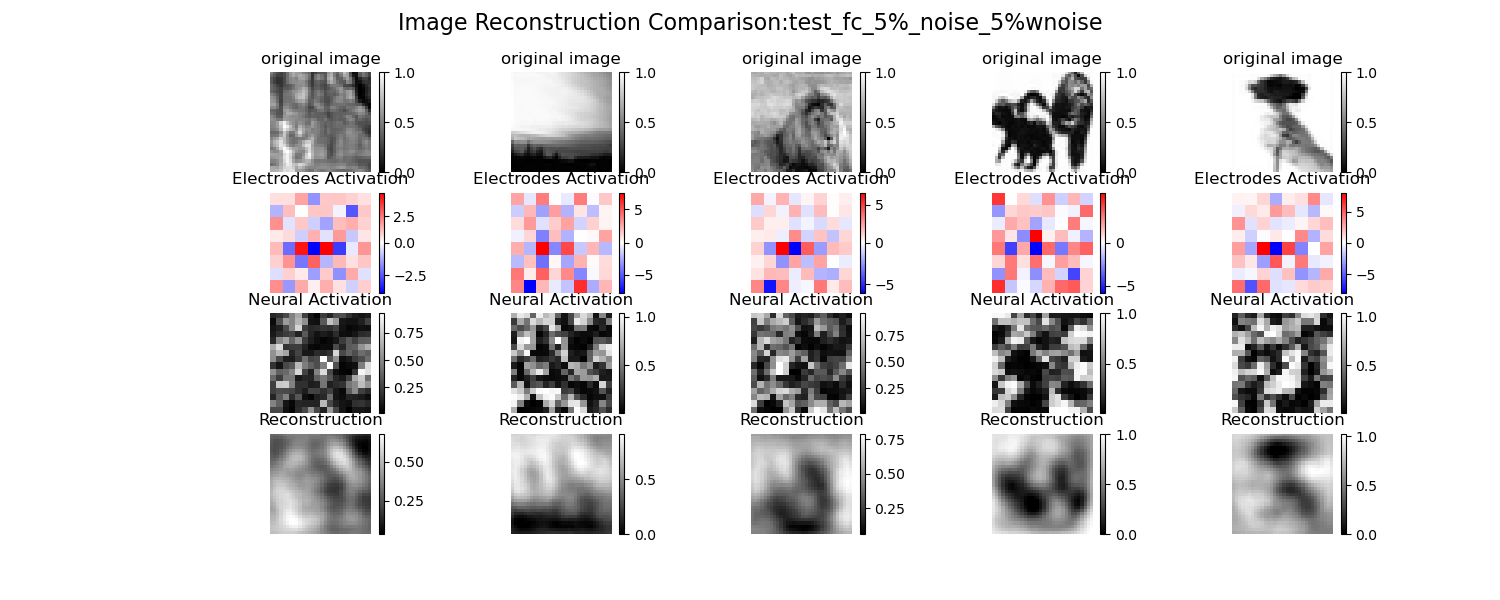 Image Reconstruction Comparison:test_fc_5%_noise_5%wnoise
original image original image original image original image original image
1.0 1.0 1.0 1.0 1.0
0.5 0.5 0.5 0.5 0.5
0.0 0.0 0.0 0.0 0.0
Electrodes Activation Electrodes Activation Electrodes Activation Electrodes Activation Electrodes Activation
2.5 5 5 5
0.0 0 0 0 0
−2.5 −5 −5 −5 −5
Neural Activation Neural Activation Neural Activation Neural Activation Neural Activation
0.75 1.0 0.75 1.0 1.0
0.50 0.5 0.50 0.5 0.5
0.25 0.25
Reconstruction Reconstruction Reconstruction Reconstruction Reconstruction
0.50 0.5 0.75 1.0 1.0
0.25 0.0 0.50 0.5 0.5
0.25 0.0 0.0